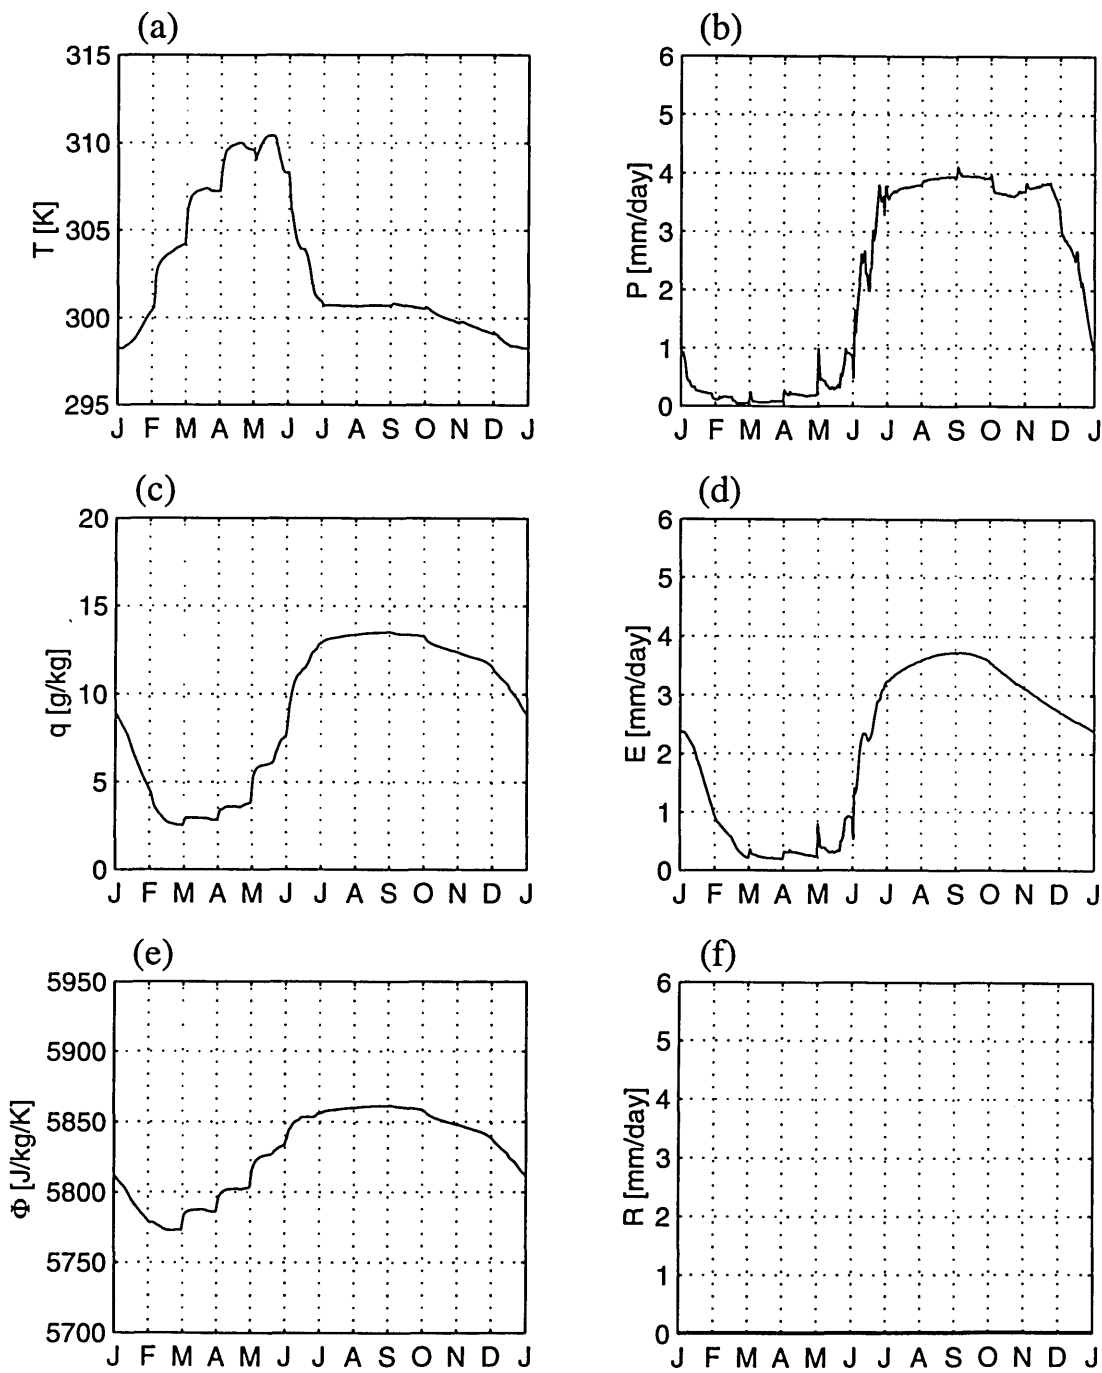 (a)
315
310
305
300
295
T [K]
J F M A M J J A S O N D J
(b)
6
5
4
3
2
1
0
P [mm/day]
J F M A M J J A S O N D J
(c)
20
15
10
5
0
q [g/kg]
J F M A M J J A S O N D J
(d)
6
5
4
3
2
1
0
E [mm/day]
J F M A M J J A S O N D J
(e)
5950
5900
5850
5800
5750
5700
Φ [J/kg/K]
J F M A M J J A S O N D J
(f)
6
5
4
3
2
1
0
R [mm/day]
J F M A M J J A S O N D J